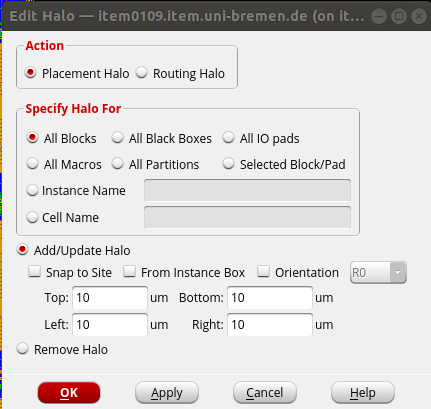 Edit Halo — item0109.item.uni-bremen.de (on it...
Action
Placement Halo Routing Halo
Specify Halo For
All Blocks All Black Boxes All IO pads
All Macros All Partitions Selected Block/Pad
Instance Name
Cell Name
Add/Update Halo
Snap to Site From Instance Box Orientation R0
Top: 10 um Bottom: 10 um
Left: 10 um Right: 10 um
Remove Halo
OK Apply Cancel Help